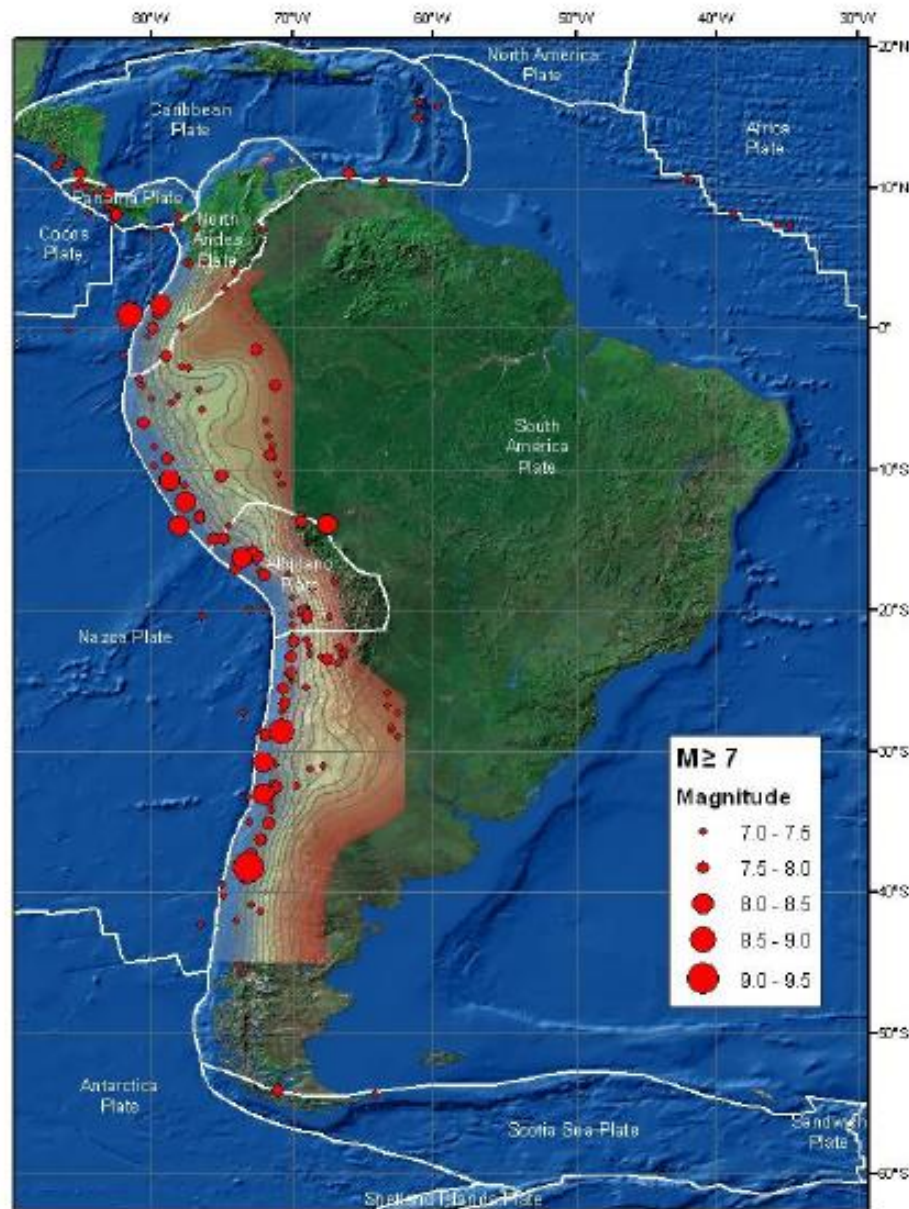 80°W 70°W 60°W 50°W 40°W 30°W
20°N
North America
Plate
Caribbean
Plate
Africa
Plate
10°N
Panama Plate
North
Andes
Plate
Cocos
Plate
0°
South
America
Plate
10°S
Altiplano
Plate
20°S
Nazca Plate
30°S
M ≥ 7
Magnitude
7.0 - 7.5
7.5 - 8.0
8.0 - 8.5
8.5 - 9.0
9.0 - 9.5
40°S
50°S
Antarctica
Plate
Scotia Sea Plate
Sandwich
Plate
60°S
Shetland Islands Plate